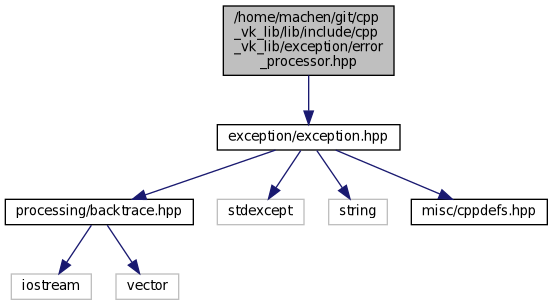 /home/machen/git/cpp
_vk_lib/lib/include/cpp
_vk_lib/exception/error
_processor.hpp
exception/exception.hpp
processing/backtrace.hpp
stdexcept
string
misc/cppdefs.hpp
iostream
vector